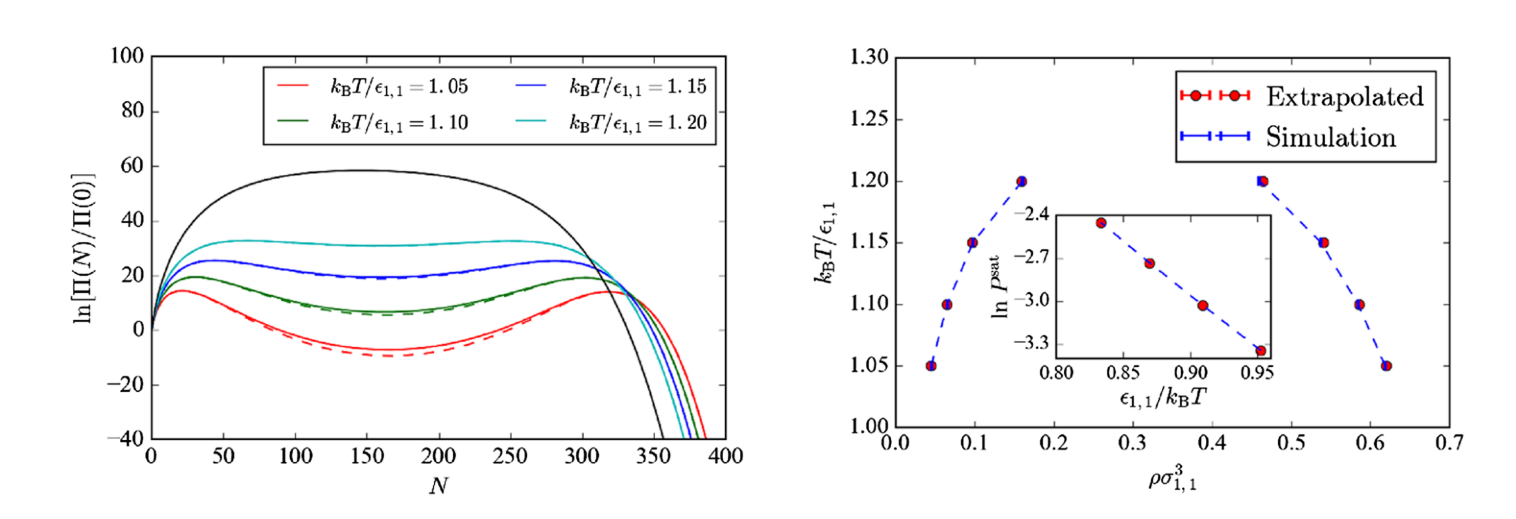 100
80
60
40
20
0
−20
−40
ln[Π(N)/Π(0)]
k_BT/ϵ_{1,1} = 1.05
k_BT/ϵ_{1,1} = 1.15
k_BT/ϵ_{1,1} = 1.10
k_BT/ϵ_{1,1} = 1.20
0 50 100 150 200 250 300 350 400
N
1.30
1.25
1.20
1.15
1.10
1.05
1.00
k_BT/ϵ_{1,1}
Extrapolated
Simulation
−2.4
−2.7
−3.0
−3.3
ln P^{sat}
0.80 0.85 0.90 0.95
ϵ_{1,1}/k_BT
0.0 0.1 0.2 0.3 0.4 0.5 0.6 0.7
ρσ^3_{1,1}